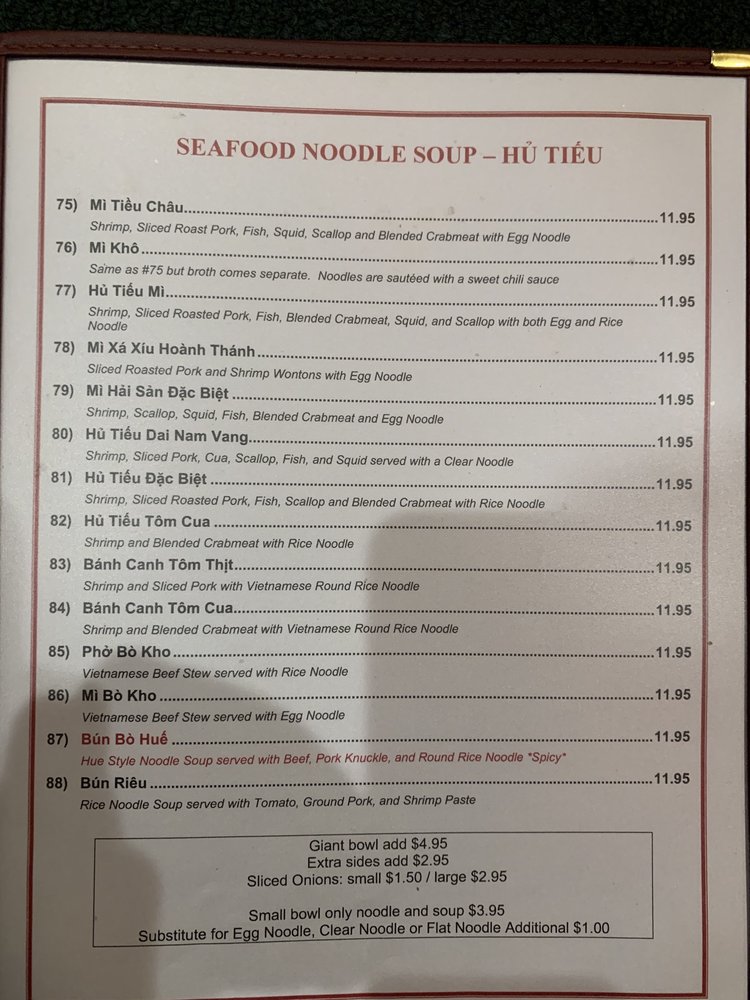 SEAFOOD NOODLE SOUP – HỦ TIẾU
75) Mì Tiều Châu....................11.95
Shrimp, Sliced Roast Pork, Fish, Squid, Scallop and Blended Crabmeat with Egg Noodle
76) Mì Khô....................11.95
Same as #75 but broth comes separate. Noodles are sautéed with a sweet chili sauce
77) Hủ Tiếu Mì....................11.95
Shrimp, Sliced Roasted Pork, Fish, Blended Crabmeat, Squid, and Scallop with both Egg and Rice
Noodle
78) Mì Xá Xíu Hoành Thánh....................11.95
Sliced Roasted Pork and Shrimp Wontons with Egg Noodle
79) Mì Hải Sản Đặc Biệt....................11.95
Shrimp, Scallop, Squid, Fish, Blended Crabmeat and Egg Noodle
80) Hủ Tiếu Dai Nam Vang....................11.95
Shrimp, Sliced Pork, Cua, Scallop, Fish, and Squid served with a Clear Noodle
81) Hủ Tiếu Đặc Biệt....................11.95
Shrimp, Sliced Roasted Pork, Fish, Scallop and Blended Crabmeat with Rice Noodle
82) Hủ Tiếu Tôm Cua....................11.95
Shrimp and Blended Crabmeat with Rice Noodle
83) Bánh Canh Tôm Thịt....................11.95
Shrimp and Sliced Pork with Vietnamese Round Rice Noodle
84) Bánh Canh Tôm Cua....................11.95
Shrimp and Blended Crabmeat with Vietnamese Round Rice Noodle
85) Phở Bò Kho....................11.95
Vietnamese Beef Stew served with Rice Noodle
86) Mì Bò Kho....................11.95
Vietnamese Beef Stew served with Egg Noodle
87) Bún Bò Huế....................11.95
Hue Style Noodle Soup served with Beef, Pork Knuckle, and Round Rice Noodle *Spicy*
88) Bún Riêu....................11.95
Rice Noodle Soup served with Tomato, Ground Pork, and Shrimp Paste
Giant bowl add $4.95
Extra sides add $2.95
Sliced Onions: small $1.50 / large $2.95
Small bowl only noodle and soup $3.95
Substitute for Egg Noodle, Clear Noodle or Flat Noodle Additional $1.00